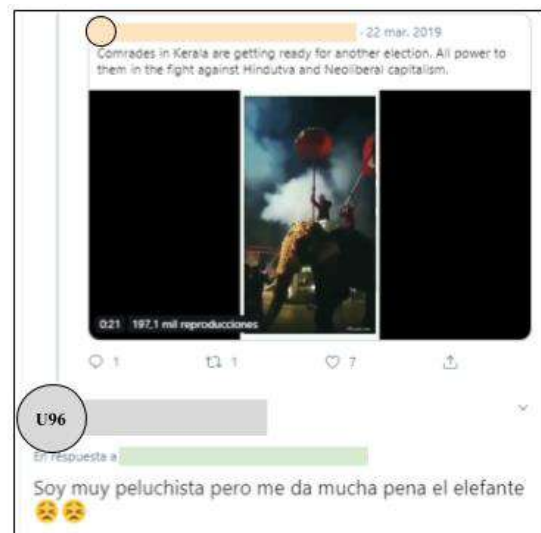 - 22 mar. 2019
Comrades in Kerala are getting ready for another election. All power to
them in the fight against Hindutva and Neoliberal capitalism.
0:21 197,1 mil reproducciones
1 1 7
U96
En respuesta a
Soy muy peluchista pero me da mucha pena el elefante
😣😣